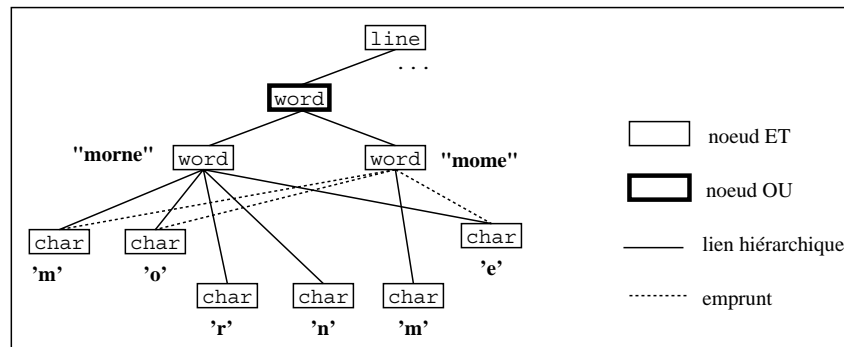 line
. . .
word
"morne" word word "mome"
char char char
'm' 'o' 'e'
char char char
'r' 'n' 'm'
noeud ET
noeud OU
lien hiérarchique
emprunt